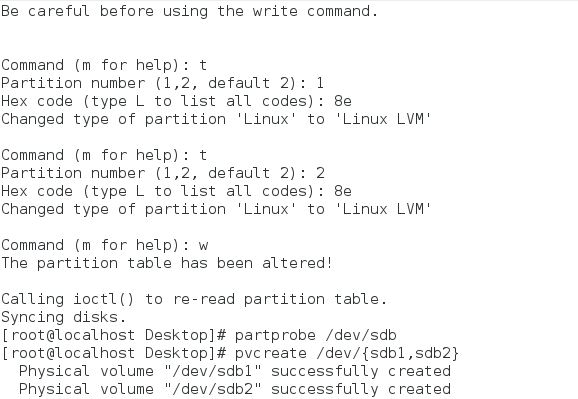 Be careful before using the write command.
Command (m for help): t
Partition number (1,2, default 2): 1
Hex code (type L to list all codes): 8e
Changed type of partition 'Linux' to 'Linux LVM'
Command (m for help): t
Partition number (1,2, default 2): 2
Hex code (type L to list all codes): 8e
Changed type of partition 'Linux' to 'Linux LVM'
Command (m for help): w
The partition table has been altered!
Calling ioctl() to re-read partition table.
Syncing disks.
[root@localhost Desktop]# partprobe /dev/sdb
[root@localhost Desktop]# pvcreate /dev/{sdb1,sdb2}
  Physical volume "/dev/sdb1" successfully created
  Physical volume "/dev/sdb2" successfully created